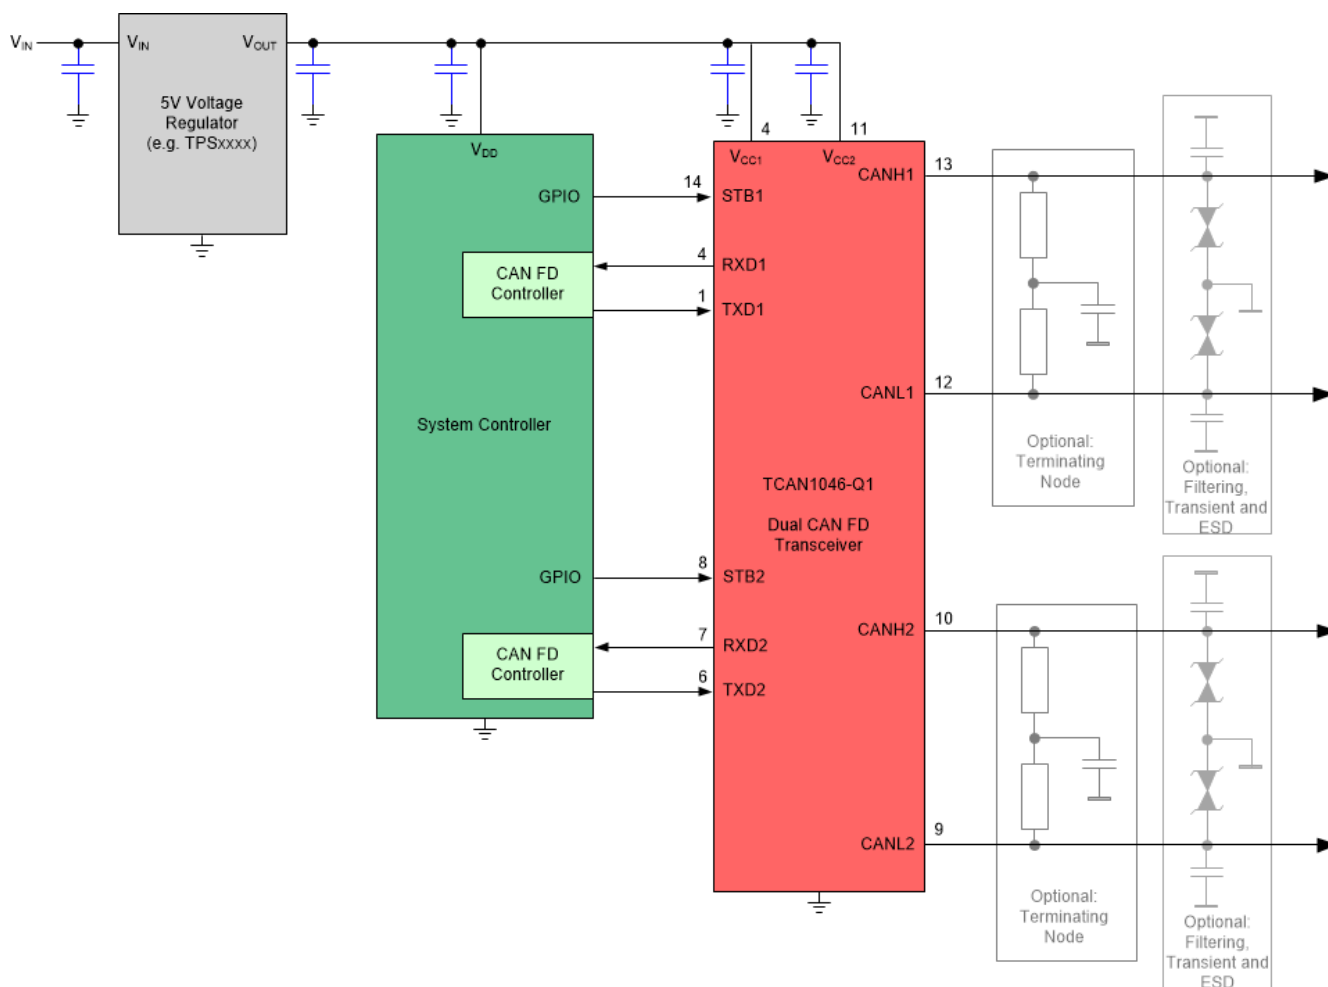 VIN
VIN
VOUT
5V Voltage
Regulator
(e.g. TPSxxxx)
VDD
GPIO
CAN FD
Controller
System Controller
GPIO
CAN FD
Controller
14
4
1
8
7
6
4
11
VCC1
VCC2
STB1
RXD1
TXD1
CANH1
CANL1
TCAN1046-Q1
Dual CAN FD
Transceiver
STB2
RXD2
TXD2
CANH2
CANL2
13
12
10
9
Optional:
Terminating
Node
Optional:
Filtering,
Transient and
ESD
Optional:
Terminating
Node
Optional:
Filtering,
Transient and
ESD